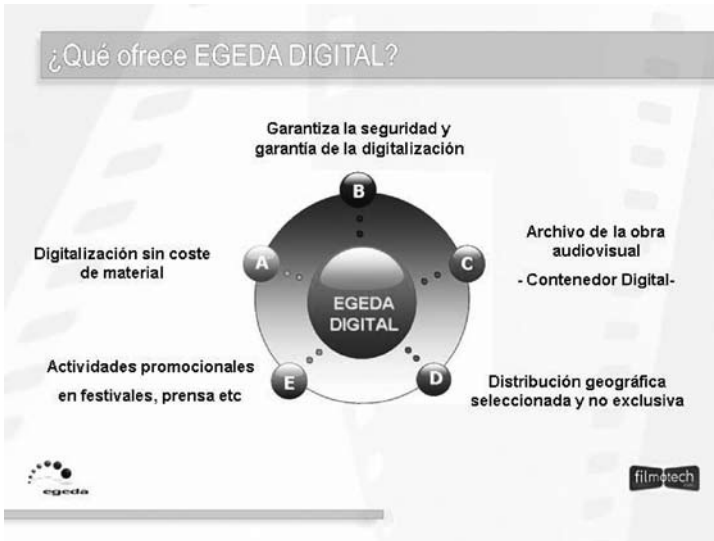 ¿Qué ofrece EGEDA DIGITAL?
Garantiza la seguridad y
garantía de la digitalización
B
Digitalización sin coste
de material
A
C
Archivo de la obra
audiovisual
- Contenedor Digital-
EGEDA
DIGITAL
Actividades promocionales
en festivales, prensa etc
E
D
Distribución geográfica
seleccionada y no exclusiva
egeda
filmotech